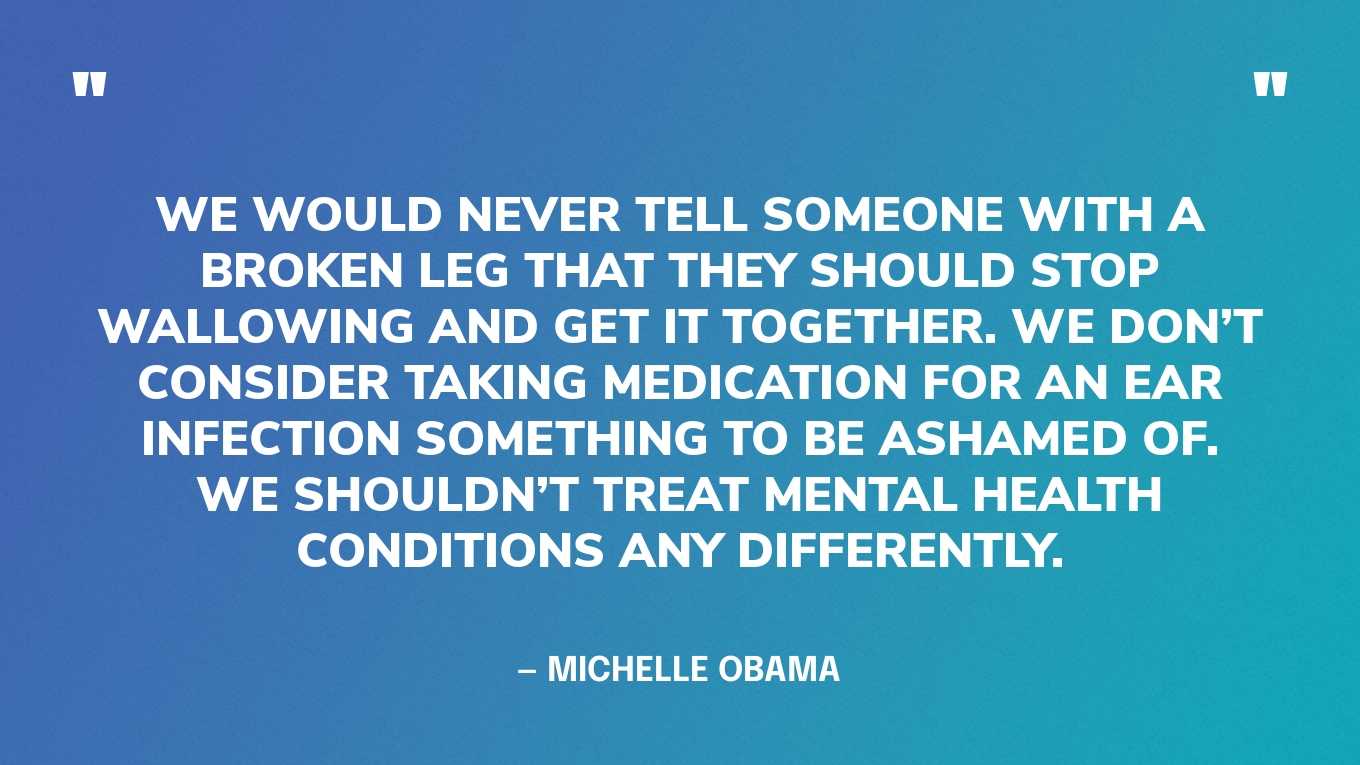 " "
WE WOULD NEVER TELL SOMEONE WITH A
BROKEN LEG THAT THEY SHOULD STOP
WALLOWING AND GET IT TOGETHER. WE DON’T
CONSIDER TAKING MEDICATION FOR AN EAR
INFECTION SOMETHING TO BE ASHAMED OF.
WE SHOULDN’T TREAT MENTAL HEALTH
CONDITIONS ANY DIFFERENTLY.
– MICHELLE OBAMA